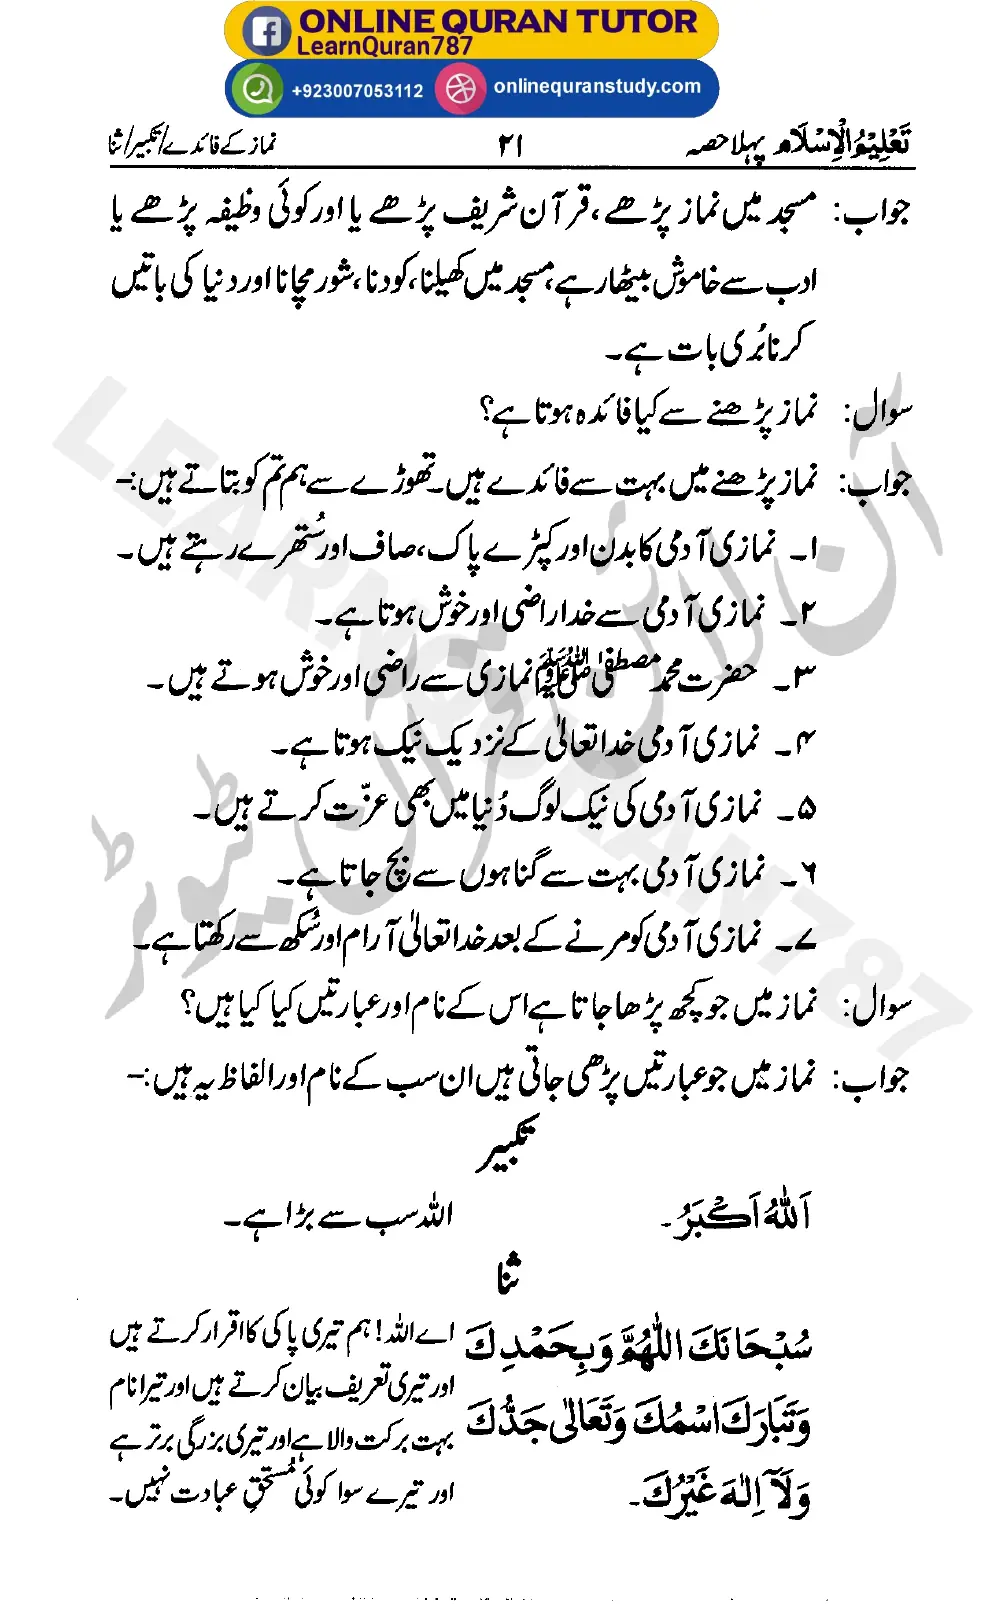 ONLINE QURAN TUTOR
LearnQuran787
+923007053112
onlinequranstudy.com
تَعْلِیْمُ الْاِسْلَام پہلا حصہ ۲۱ نماز کے فائدے/تکبیر/ثنا
جواب: مسجد میں نماز پڑھے، قرآن شریف پڑھے یا اور کوئی وظیفہ پڑھے یا
ادب سے خاموش بیٹھا رہے، مسجد میں کھیلنا، کودنا، شور مچانا اور دنیا کی باتیں
کرنا بُری بات ہے۔
سوال: نماز پڑھنے سے کیا فائدہ ہوتا ہے؟
جواب: نماز پڑھنے میں بہت سے فائدے ہیں۔ تھوڑے سے ہم تم کو بتاتے ہیں:-
۱۔ نمازی آدمی کا بدن اور کپڑے پاک، صاف اور سُتھرے رہتے ہیں۔
۲۔ نمازی آدمی سے خدا راضی اور خوش ہوتا ہے۔
۳۔ حضرت محمد مصطفیٰ ﷺ نمازی سے راضی اور خوش ہوتے ہیں۔
۴۔ نمازی آدمی خدا تعالیٰ کے نزدیک نیک ہوتا ہے۔
۵۔ نمازی آدمی کی نیک لوگ دُنیا میں بھی عزّت کرتے ہیں۔
۶۔ نمازی آدمی بہت سے گناہوں سے بچ جاتا ہے۔
۷۔ نمازی آدمی کو مرنے کے بعد خدا تعالیٰ آرام اور سُکھ سے رکھتا ہے۔
سوال: نماز میں جو کچھ پڑھا جاتا ہے اس کے نام اور عبارتیں کیا کیا ہیں؟
جواب: نماز میں جو عبارتیں پڑھی جاتی ہیں ان سب کے نام اور الفاظ یہ ہیں:-
تکبیر
اَللّٰهُ اَكْبَرُ۔ اللہ سب سے بڑا ہے۔
ثنا
سُبْحَانَكَ اللّٰهُمَّ وَبِحَمْدِكَ
وَتَبَارَكَ اسْمُكَ وَتَعَالٰی جَدُّكَ
وَلَآ اِلٰهَ غَيْرُكَ۔
اے اللہ! ہم تیری پاکی کا اقرار کرتے ہیں
اور تیری تعریف بیان کرتے ہیں اور تیرا نام
بہت برکت والا ہے اور تیری بزرگی برتر ہے
اور تیرے سوا کوئی مُستحقِ عبادت نہیں۔
LEARNQURAN787
آن لائن قرآن ٹیوٹر